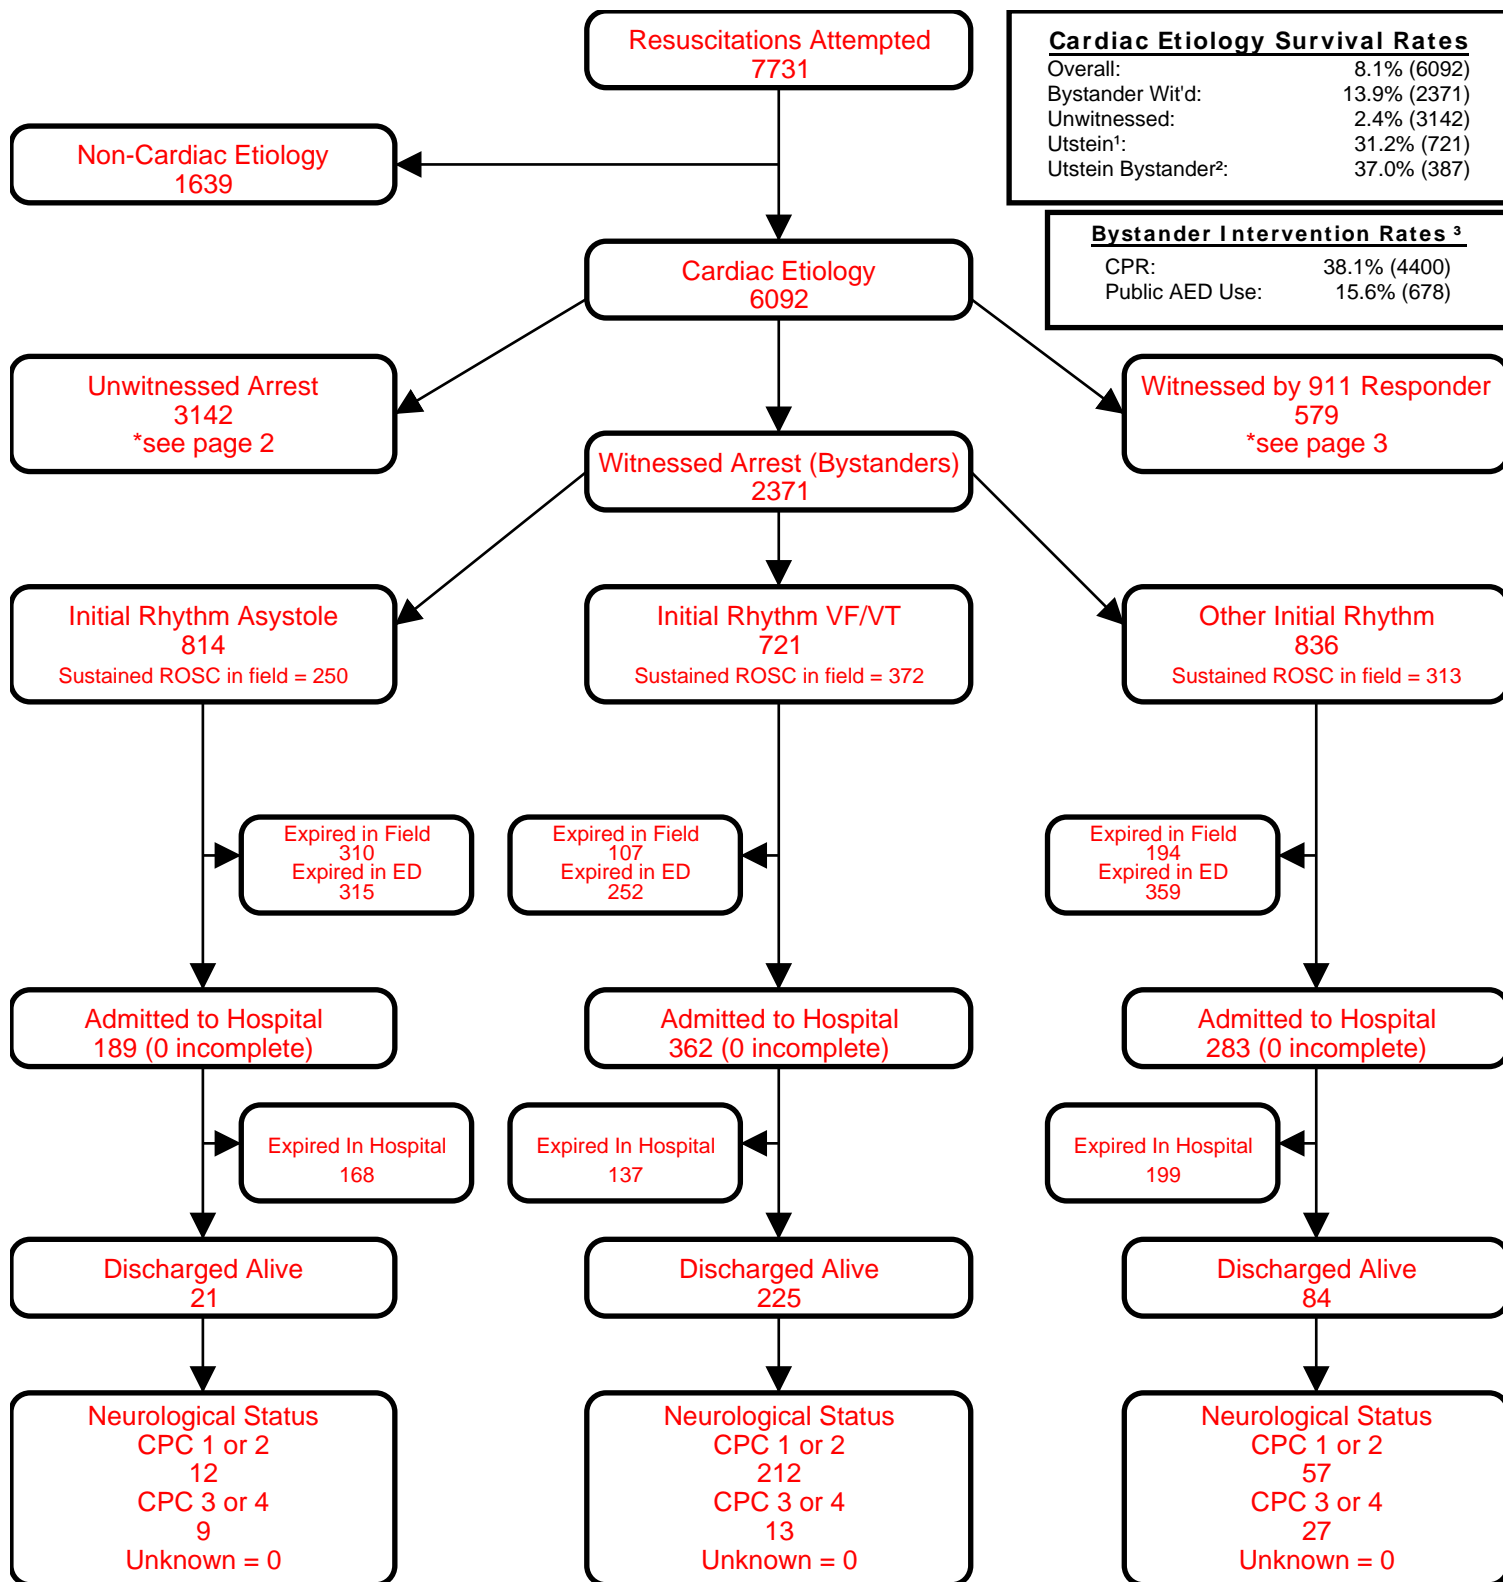 Resuscitations Attempted
7731
Cardiac Etiology Survival Rates
Overall: 8.1% (6092)
Bystander Wit'd: 13.9% (2371)
Unwitnessed: 2.4% (3142)
Utstein¹: 31.2% (721)
Utstein Bystander²: 37.0% (387)
Non-Cardiac Etiology
1639
Bystander Intervention Rates ³
CPR: 38.1% (4400)
Public AED Use: 15.6% (678)
Cardiac Etiology
6092
Unwitnessed Arrest
3142
*see page 2
Witnessed Arrest (Bystanders)
2371
Witnessed by 911 Responder
579
*see page 3
Initial Rhythm Asystole
814
Sustained ROSC in field = 250
Initial Rhythm VF/VT
721
Sustained ROSC in field = 372
Other Initial Rhythm
836
Sustained ROSC in field = 313
Expired in Field
310
Expired in ED
315
Expired in Field
107
Expired in ED
252
Expired in Field
194
Expired in ED
359
Admitted to Hospital
189 (0 incomplete)
Admitted to Hospital
362 (0 incomplete)
Admitted to Hospital
283 (0 incomplete)
Expired In Hospital
168
Expired In Hospital
137
Expired In Hospital
199
Discharged Alive
21
Discharged Alive
225
Discharged Alive
84
Neurological Status
CPC 1 or 2
12
CPC 3 or 4
9
Unknown = 0
Neurological Status
CPC 1 or 2
212
CPC 3 or 4
13
Unknown = 0
Neurological Status
CPC 1 or 2
57
CPC 3 or 4
27
Unknown = 0